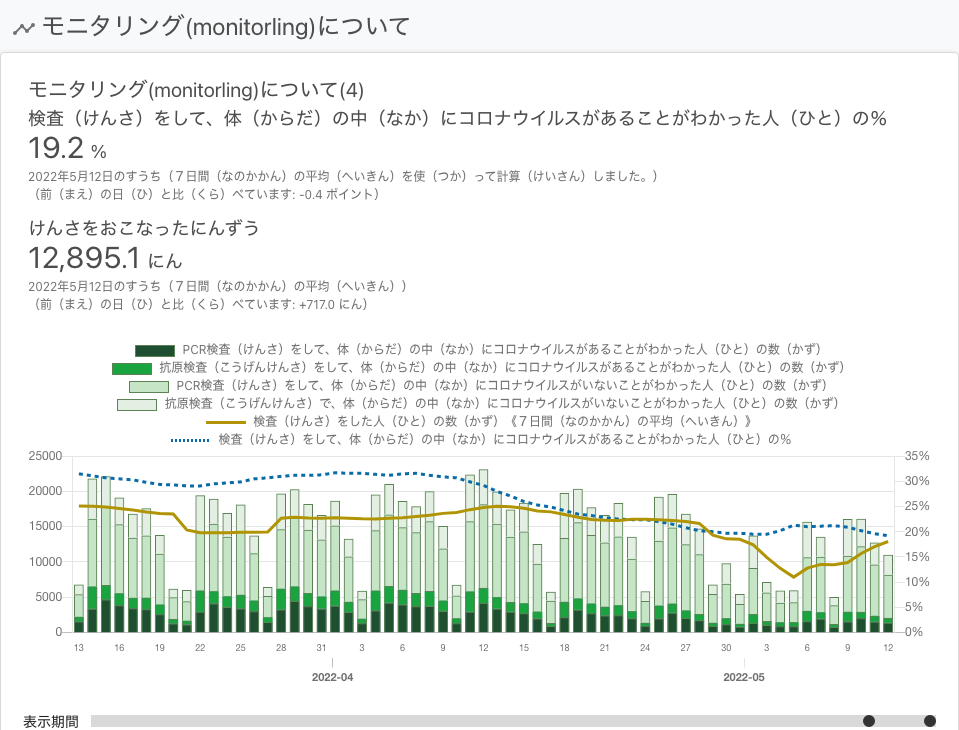 モニタリング(monitorling)について
モニタリング(monitorling)について(4)
検査（けんさ）をして、体（からだ）の中（なか）にコロナウイルスがあることがわかった人（ひと）の％
19.2 %
2022年5月12日のすうち（７日間（なのかかん）の平均（へいきん）を使（つか）って計算（けいさん）しました。）
（前（まえ）の日（ひ）と比（くら）べています: -0.4 ポイント）
けんさをおこなったにんずう
12,895.1 にん
2022年5月12日のすうち（７日間（なのかかん）の平均（へいきん））
（前（まえ）の日（ひ）と比（くら）べています: +717.0 にん）
PCR検査（けんさ）をして、体（からだ）の中（なか）にコロナウイルスがあることがわかった人（ひと）の数（かず）
抗原検査（こうげんけんさ）をして、体（からだ）の中（なか）にコロナウイルスがあることがわかった人（ひと）の数（かず）
PCR検査（けんさ）をして、体（からだ）の中（なか）にコロナウイルスがいないことがわかった人（ひと）の数（かず）
抗原検査（こうげんけんさ）で、体（からだ）の中（なか）にコロナウイルスがいないことがわかった人（ひと）の数（かず）
検査（けんさ）をした人（ひと）の数（かず）《７日間（なのかかん）の平均（へいきん）》
検査（けんさ）をして、体（からだ）の中（なか）にコロナウイルスがあることがわかった人（ひと）の％
25000 35%
30%
20000
25%
15000 20%
15%
10000
10%
5000 5%
0 0%
13 16 19 22 25 28 31 3 6 9 12 15 18 21 24 27 30 3 6 9 12
2022-04 2022-05
表示期間